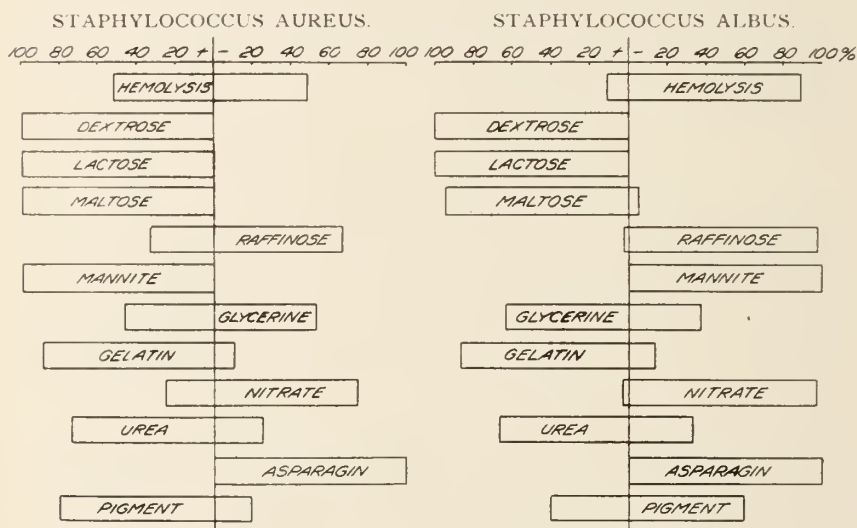 STAPHYLOCOCCUS AUREUS.
100 80 60 40 20 + - 20 40 60 80 100
HEMOLYSIS
DEXTROSE
LACTOSE
MALTOSE
RAFFINOSE
MANNITE
GLYCERINE
GELATIN
NITRATE
UREA
ASPARAGIN
PIGMENT
STAPHYLOCOCCUS ALBUS.
100 80 60 40 20 + - 20 40 60 80 100%
HEMOLYSIS
DEXTROSE
LACTOSE
MALTOSE
RAFFINOSE
MANNITE
GLYCERINE
GELATIN
NITRATE
UREA
ASPARAGIN
PIGMENT